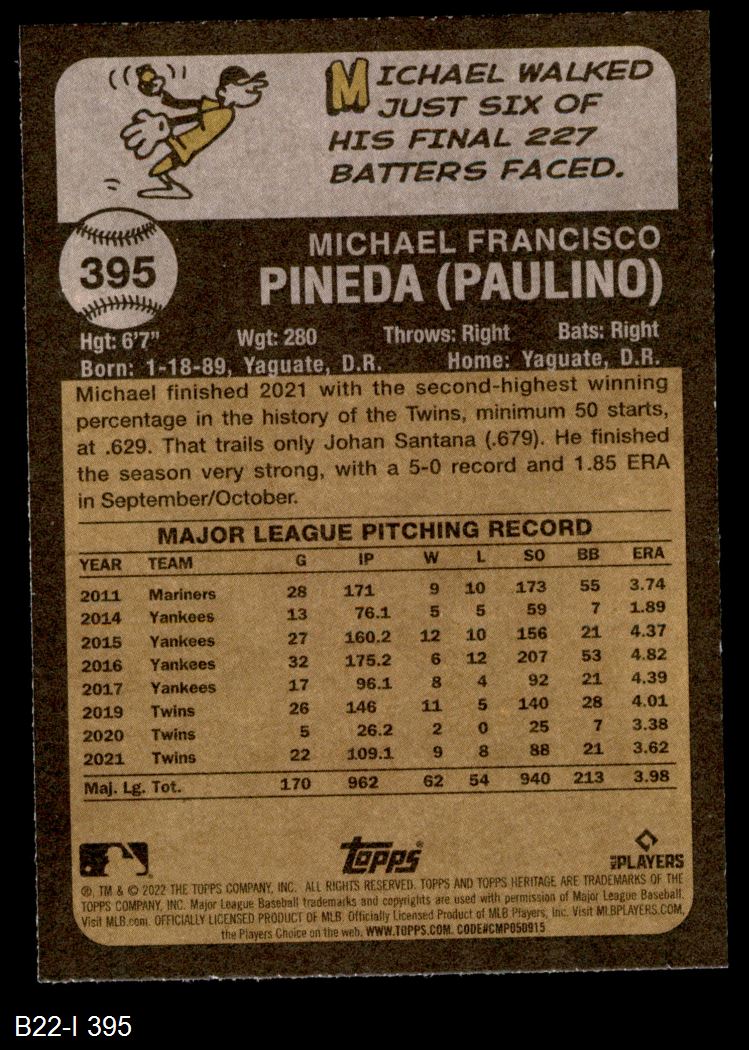 MICHAEL WALKED
JUST SIX OF
HIS FINAL 227
BATTERS FACED.
395
MICHAEL FRANCISCO
PINEDA (PAULINO)
Hgt: 6'7" Wgt: 280 Throws: Right Bats: Right
Born: 1-18-89, Yaguate, D.R. Home: Yaguate, D.R.
Michael finished 2021 with the second-highest winning
percentage in the history of the Twins, minimum 50 starts,
at .629. That trails only Johan Santana (.679). He finished
the season very strong, with a 5-0 record and 1.85 ERA
in September/October.
MAJOR LEAGUE PITCHING RECORD
YEAR TEAM G IP W L SO BB ERA
2011 Mariners 28 171 9 10 173 55 3.74
2014 Yankees 13 76.1 5 5 59 7 1.89
2015 Yankees 27 160.2 12 10 156 21 4.37
2016 Yankees 32 175.2 6 12 207 53 4.82
2017 Yankees 17 96.1 8 4 92 21 4.39
2019 Twins 26 146 11 5 140 28 4.01
2020 Twins 5 26.2 2 0 25 7 3.38
2021 Twins 22 109.1 9 8 88 21 3.62
Maj. Lg. Tot. 170 962 62 54 940 213 3.98
Topps
MLB PLAYERS
®, TM & © 2022 THE TOPPS COMPANY, INC. ALL RIGHTS RESERVED. TOPPS AND TOPPS HERITAGE ARE TRADEMARKS OF THE
TOPPS COMPANY, INC. Major League Baseball trademarks and copyrights are used with permission of Major League Baseball.
Visit MLB.com. OFFICIALLY LICENSED PRODUCT OF MLB. Officially Licensed Product of MLB Players, Inc. Visit MLBPLAYERS.COM,
the Players Choice on the web. WWW.TOPPS.COM. CODE#CMP050915
B22-I 395